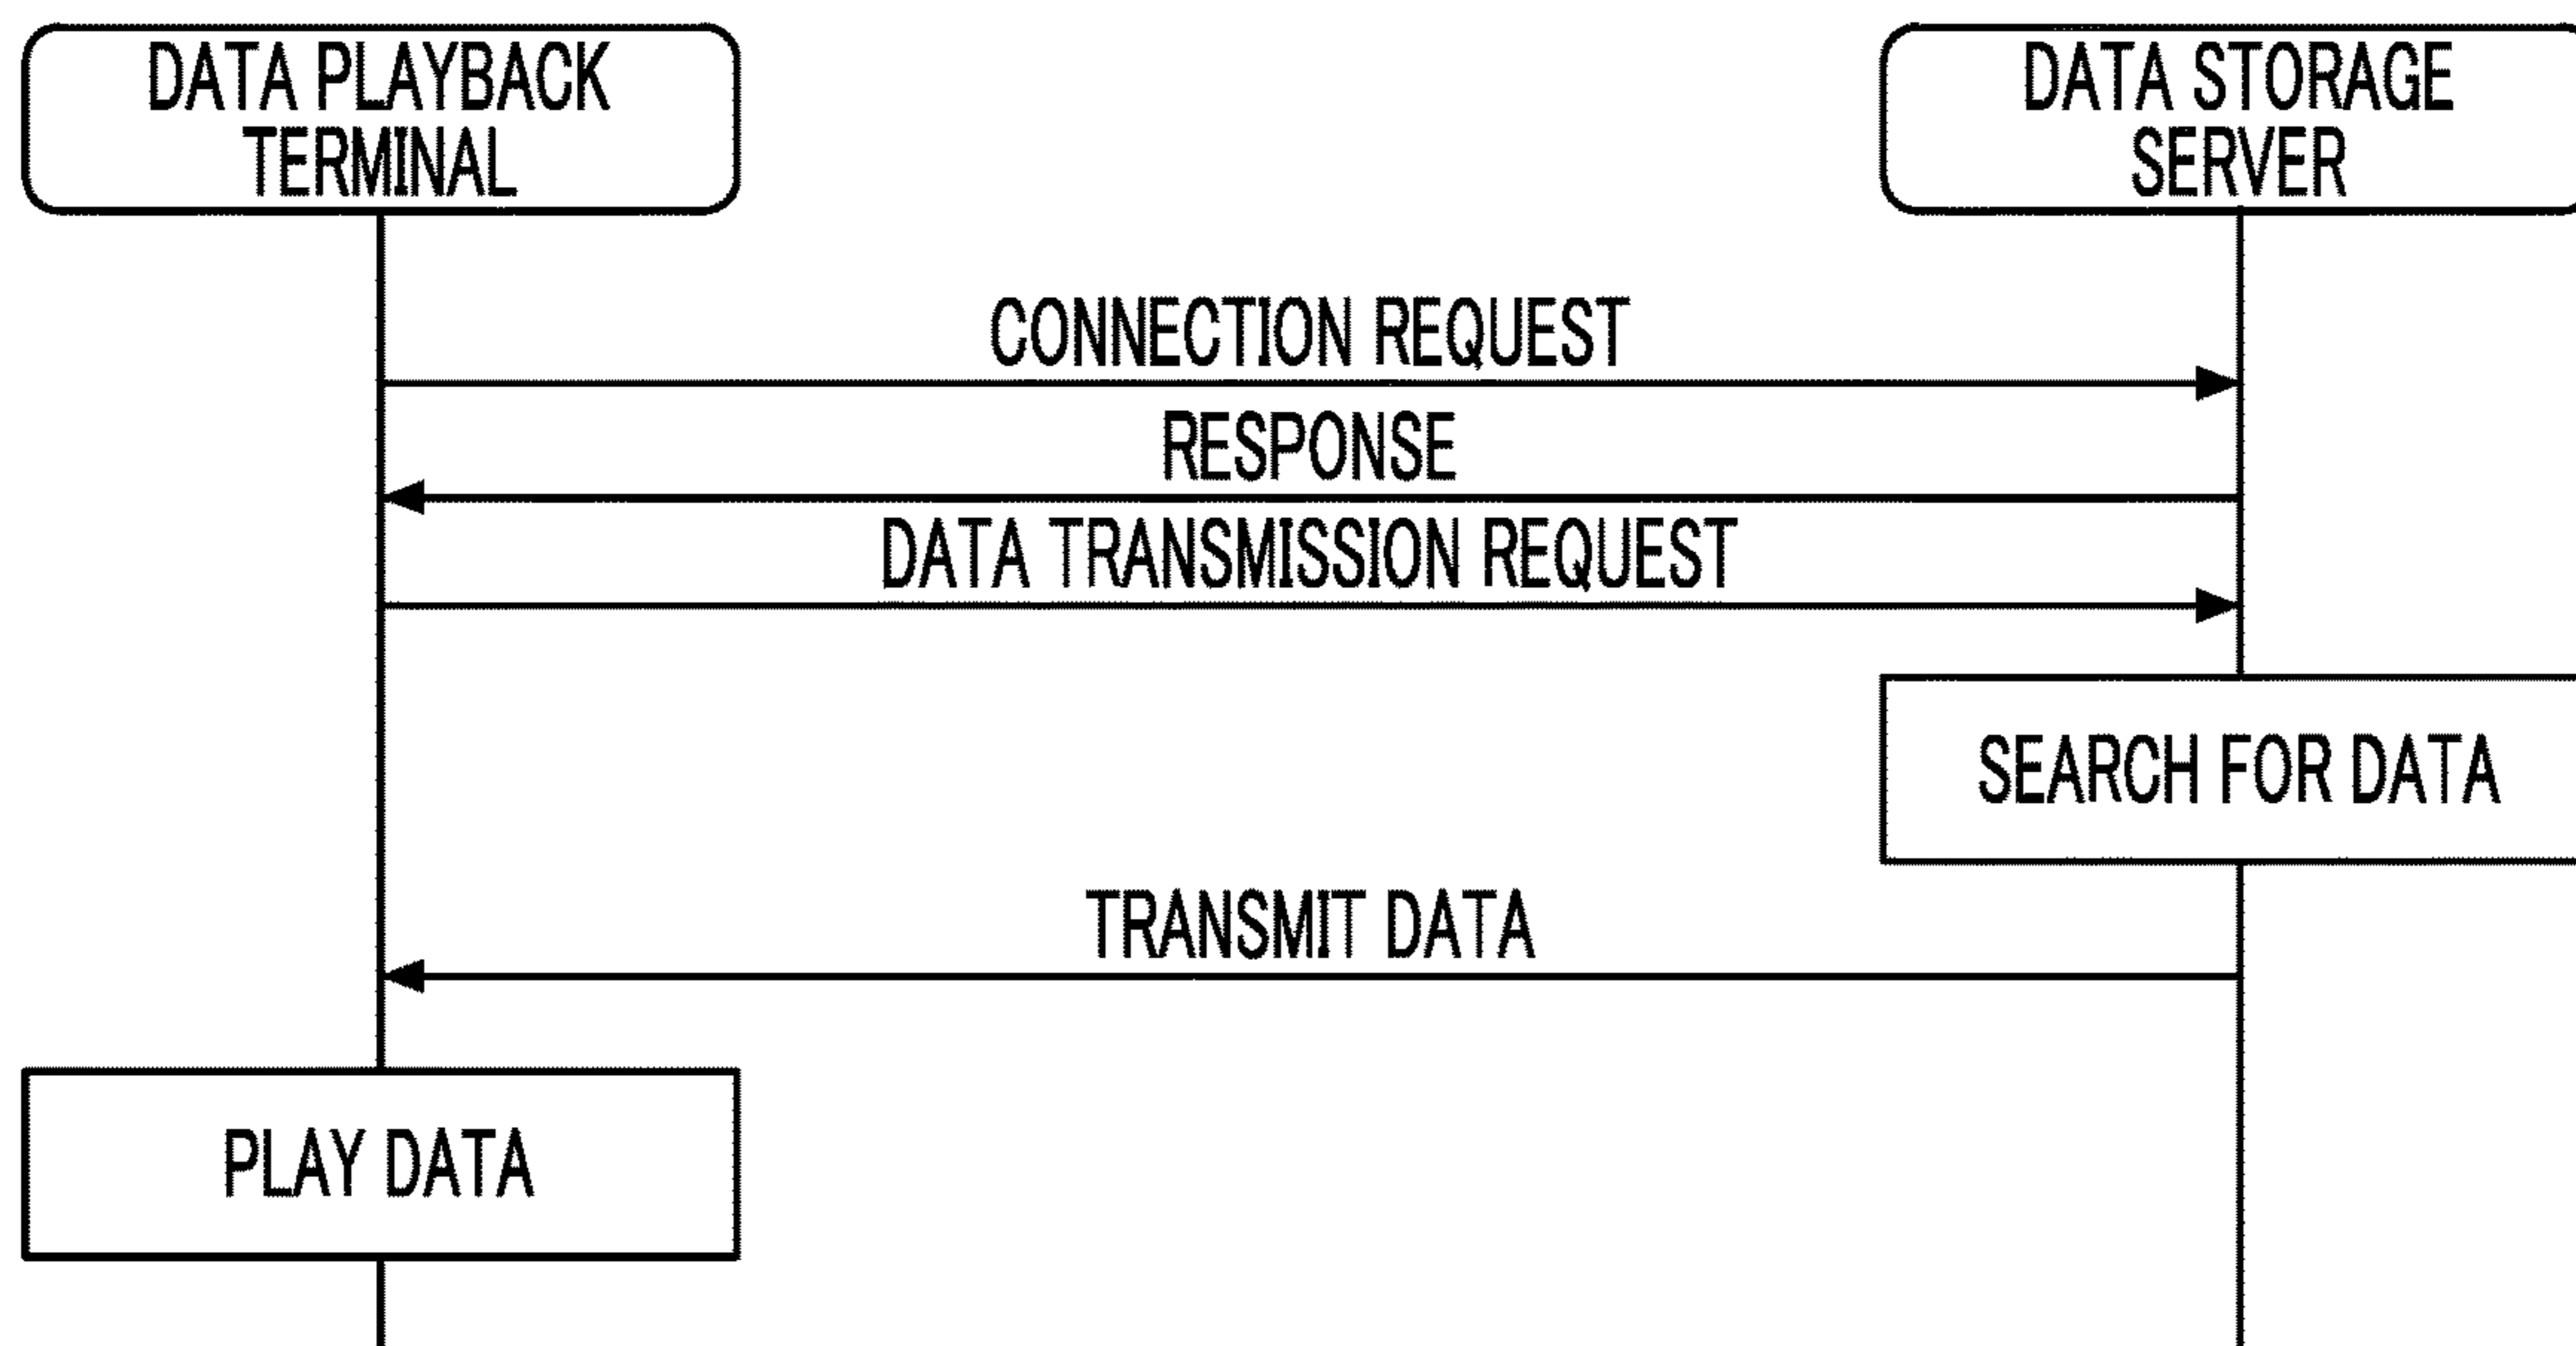 DATA PLAYBACK
TERMINAL
DATA STORAGE
SERVER
CONNECTION REQUEST
RESPONSE
DATA TRANSMISSION REQUEST
SEARCH FOR DATA
TRANSMIT DATA
PLAY DATA